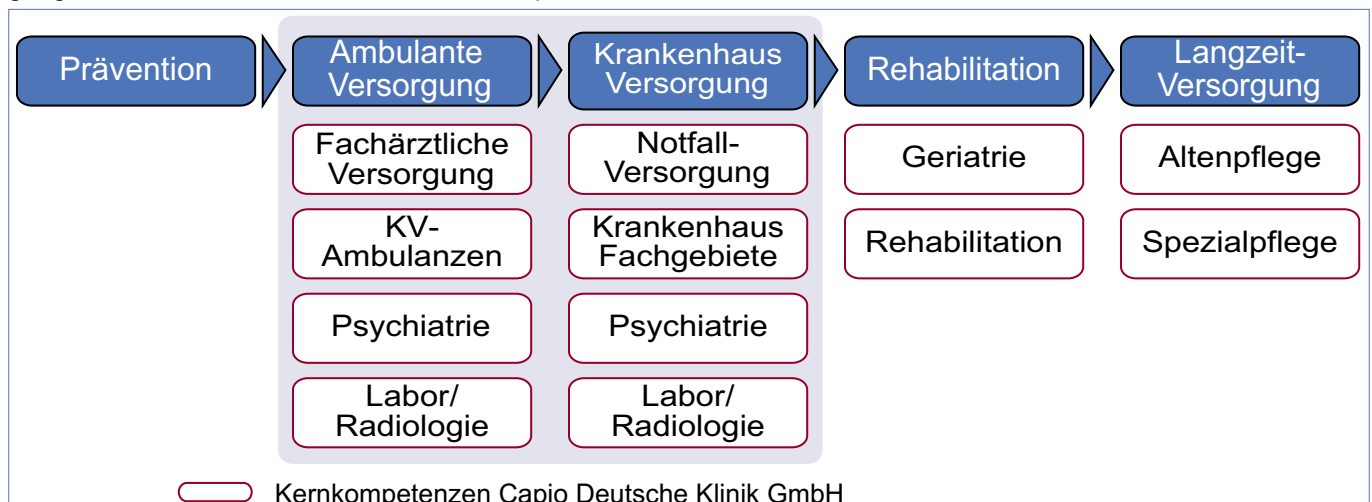 Prävention
Ambulante
Versorgung
Krankenhaus
Versorgung
Rehabilitation
Langzeit-
Versorgung
Fachärztliche
Versorgung
Notfall-
Versorgung
Geriatrie
Altenpflege
KV-
Ambulanzen
Krankenhaus
Fachgebiete
Rehabilitation
Spezialpflege
Psychiatrie
Psychiatrie
Labor/
Radiologie
Labor/
Radiologie
Kernkompetenzen Capio Deutsche Klinik GmbH